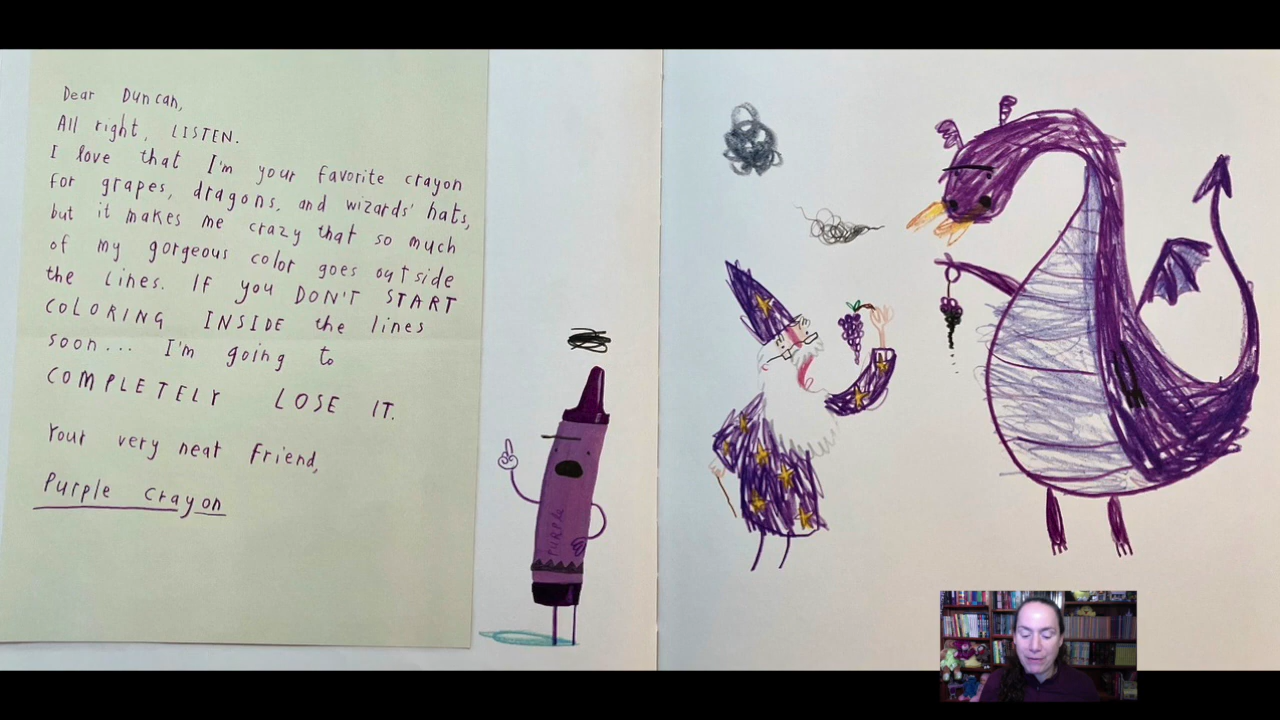 Dear Duncan,
All right, LISTEN.
I love that I'm your favorite crayon
for grapes, dragons, and wizards' hats,
but it makes me crazy that so much
of my gorgeous color goes outside
the lines. If you DON'T START
COLORING INSIDE the lines
soon... I'm going to
COMPLETELY LOSE IT.
Your very neat friend,
Purple Crayon
PURPLE